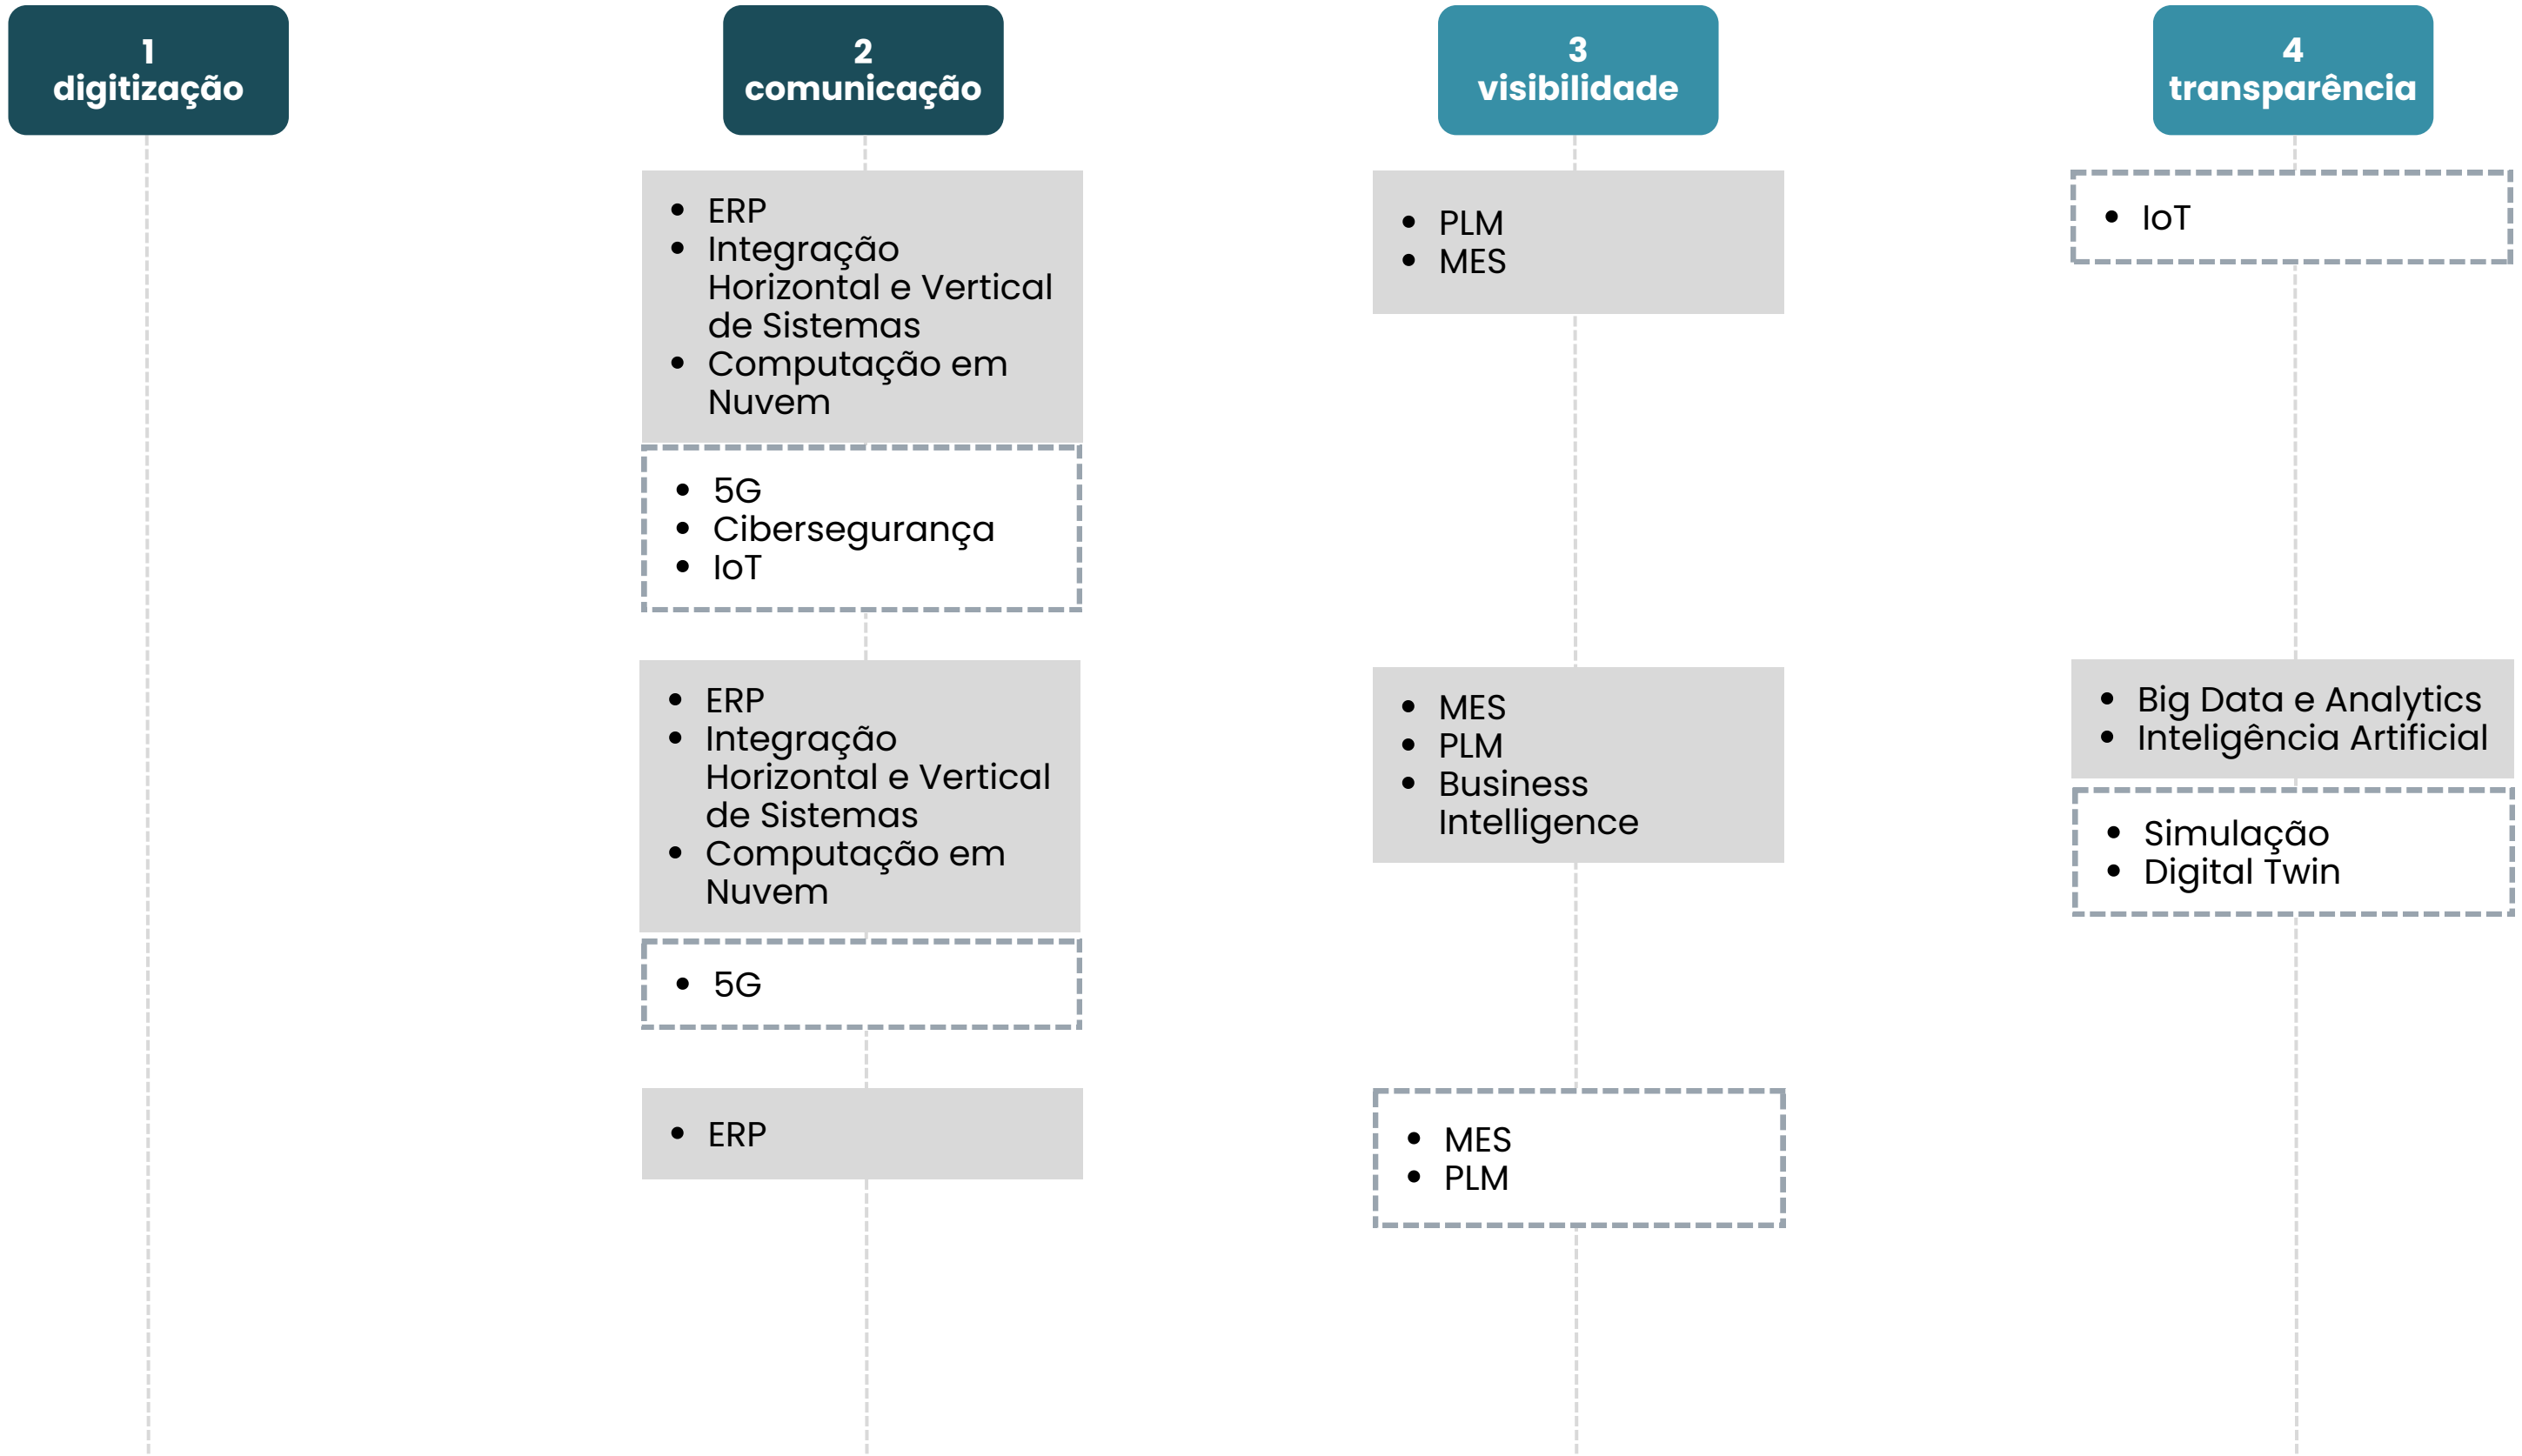 1
digitização
2
comunicação
3
visibilidade
4
transparência
• ERP
• Integração
Horizontal e Vertical
de Sistemas
• Computação em
Nuvem
• PLM
• MES
• IoT
• 5G
• Cibersegurança
• IoT
• ERP
• Integração
Horizontal e Vertical
de Sistemas
• Computação em
Nuvem
• MES
• PLM
• Business
Intelligence
• Big Data e Analytics
• Inteligência Artificial
• Simulação
• Digital Twin
• 5G
• ERP
• MES
• PLM